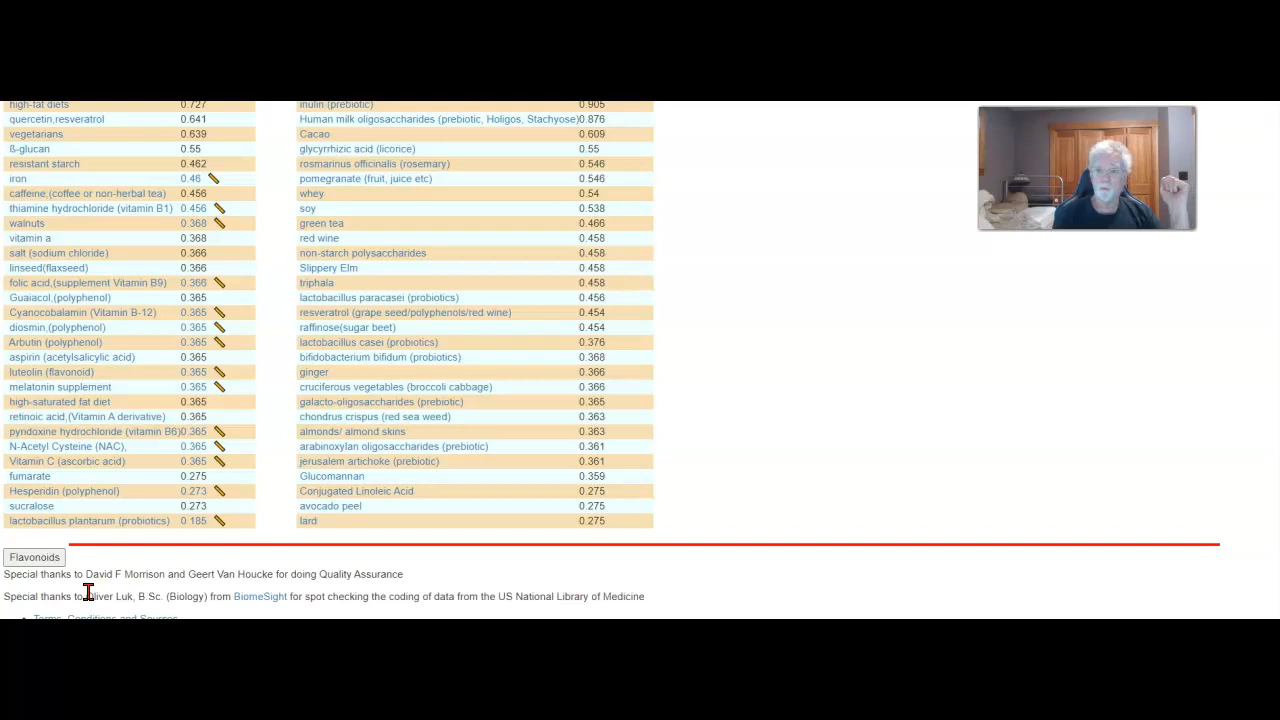 high-fat diets 0.727
quercetin,resveratrol 0.641
vegetarians 0.639
ß-glucan 0.55
resistant starch 0.462
iron 0.46
caffeine,(coffee or non-herbal tea) 0.456
thiamine hydrochloride (vitamin B1) 0.456
walnuts 0.368
vitamin a 0.368
salt (sodium chloride) 0.366
linseed(flaxseed) 0.366
folic acid,(supplement Vitamin B9) 0.366
Guaiacol,(polyphenol) 0.365
Cyanocobalamin (Vitamin B-12) 0.365
diosmin,(polyphenol) 0.365
Arbutin (polyphenol) 0.365
aspirin (acetylsalicylic acid) 0.365
luteolin (flavonoid) 0.365
melatonin supplement 0.365
high-saturated fat diet 0.365
retinoic acid,(Vitamin A derivative) 0.365
pyridoxine hydrochloride (vitamin B6)0.365
N-Acetyl Cysteine (NAC), 0.365
Vitamin C (ascorbic acid) 0.365
fumarate 0.275
Hesperidin (polyphenol) 0.273
sucralose 0.273
lactobacillus plantarum (probiotics) 0.185
inulin (prebiotic) 0.905
Human milk oligosaccharides (prebiotic, Holigos, Stachyose)0.876
Cacao 0.609
glycyrrhizic acid (licorice) 0.55
rosmarinus officinalis (rosemary) 0.546
pomegranate (fruit, juice etc) 0.546
whey 0.54
soy 0.538
green tea 0.466
red wine 0.458
non-starch polysaccharides 0.458
Slippery Elm 0.458
triphala 0.458
lactobacillus paracasei (probiotics) 0.456
resveratrol (grape seed/polyphenols/red wine) 0.454
raffinose(sugar beet) 0.454
lactobacillus casei (probiotics) 0.376
bifidobacterium bifidum (probiotics) 0.368
ginger 0.366
cruciferous vegetables (broccoli cabbage) 0.366
galacto-oligosaccharides (prebiotic) 0.365
chondrus crispus (red sea weed) 0.363
almonds/ almond skins 0.363
arabinoxylan oligosaccharides (prebiotic) 0.361
jerusalem artichoke (prebiotic) 0.361
Glucomannan 0.359
Conjugated Linoleic Acid 0.275
avocado peel 0.275
lard 0.275
Flavonoids
Special thanks to David F Morrison and Geert Van Houcke for doing Quality Assurance
Special thanks to Oliver Luk, B.Sc. (Biology) from BiomeSight for spot checking the coding of data from the US National Library of Medicine
Terms, Conditions and Sources